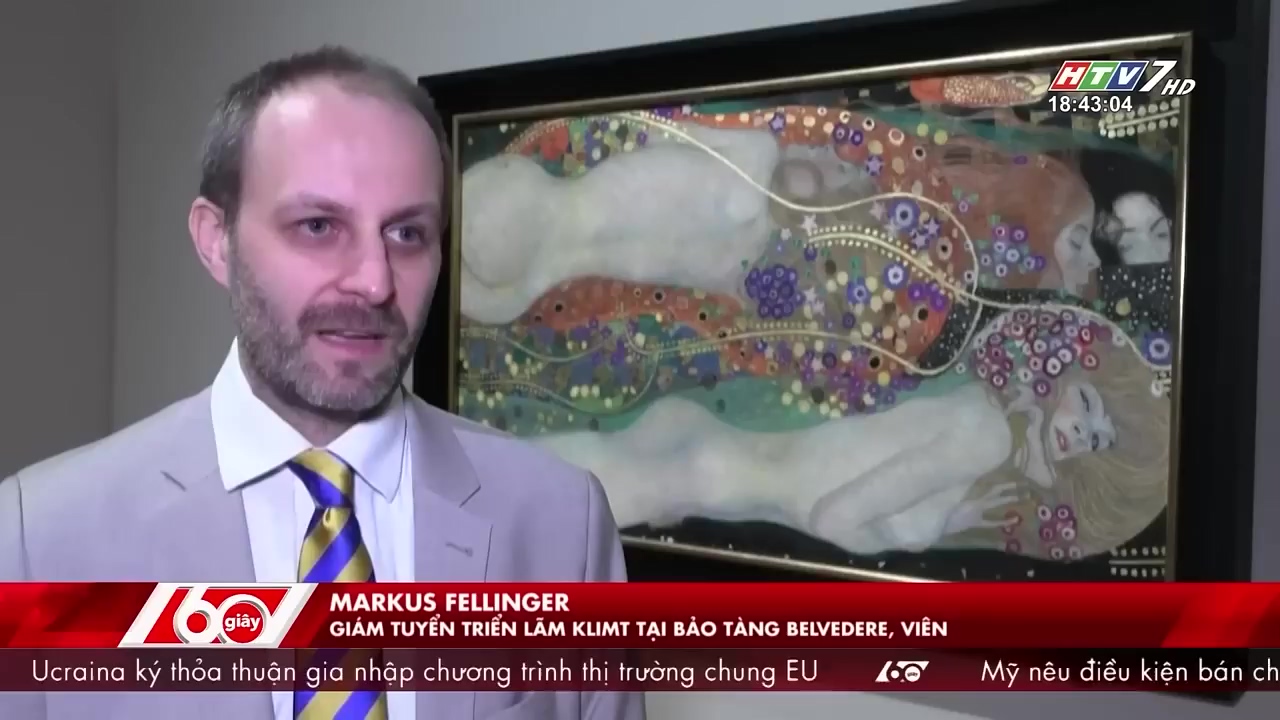 HTV7 HD
18:43:04
60 giây
MARKUS FELLINGER
GIÁM TUYỂN TRIỂN LÃM KLIMT TẠI BẢO TÀNG BELVEDERE, VIÊN
Ucraina ký thỏa thuận gia nhập chương trình thị trường chung EU
60
Mỹ nêu điều kiện bán ch